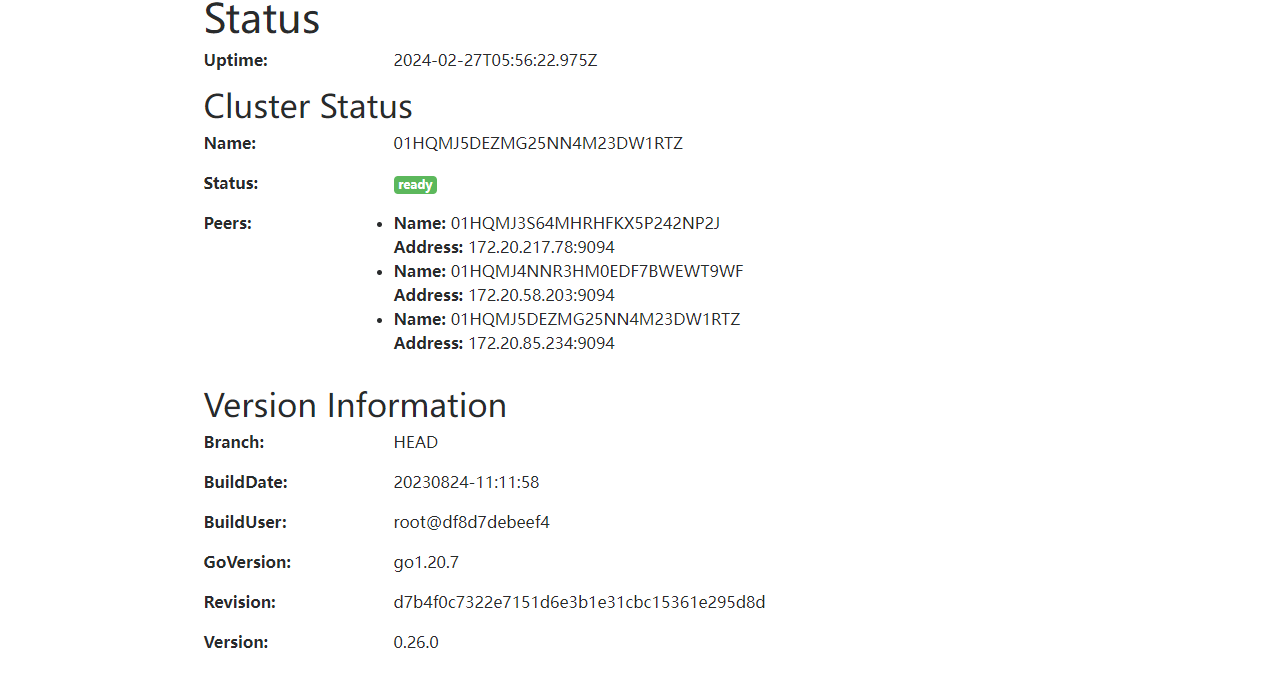 Status
Uptime: 2024-02-27T05:56:22.975Z
Cluster Status
Name: 01HQMJ5DEZMG25NN4M23DW1RTZ
Status: ready
Peers: • Name: 01HQMJ3S64MHRHFKX5P242NP2J
Address: 172.20.217.78:9094
• Name: 01HQMJ4NNR3HM0EDF7BWEWT9WF
Address: 172.20.58.203:9094
• Name: 01HQMJ5DEZMG25NN4M23DW1RTZ
Address: 172.20.85.234:9094
Version Information
Branch: HEAD
BuildDate: 20230824-11:11:58
BuildUser: root@df8d7debeef4
GoVersion: go1.20.7
Revision: d7b4f0c7322e7151d6e3b1e31cbc15361e295d8d
Version: 0.26.0